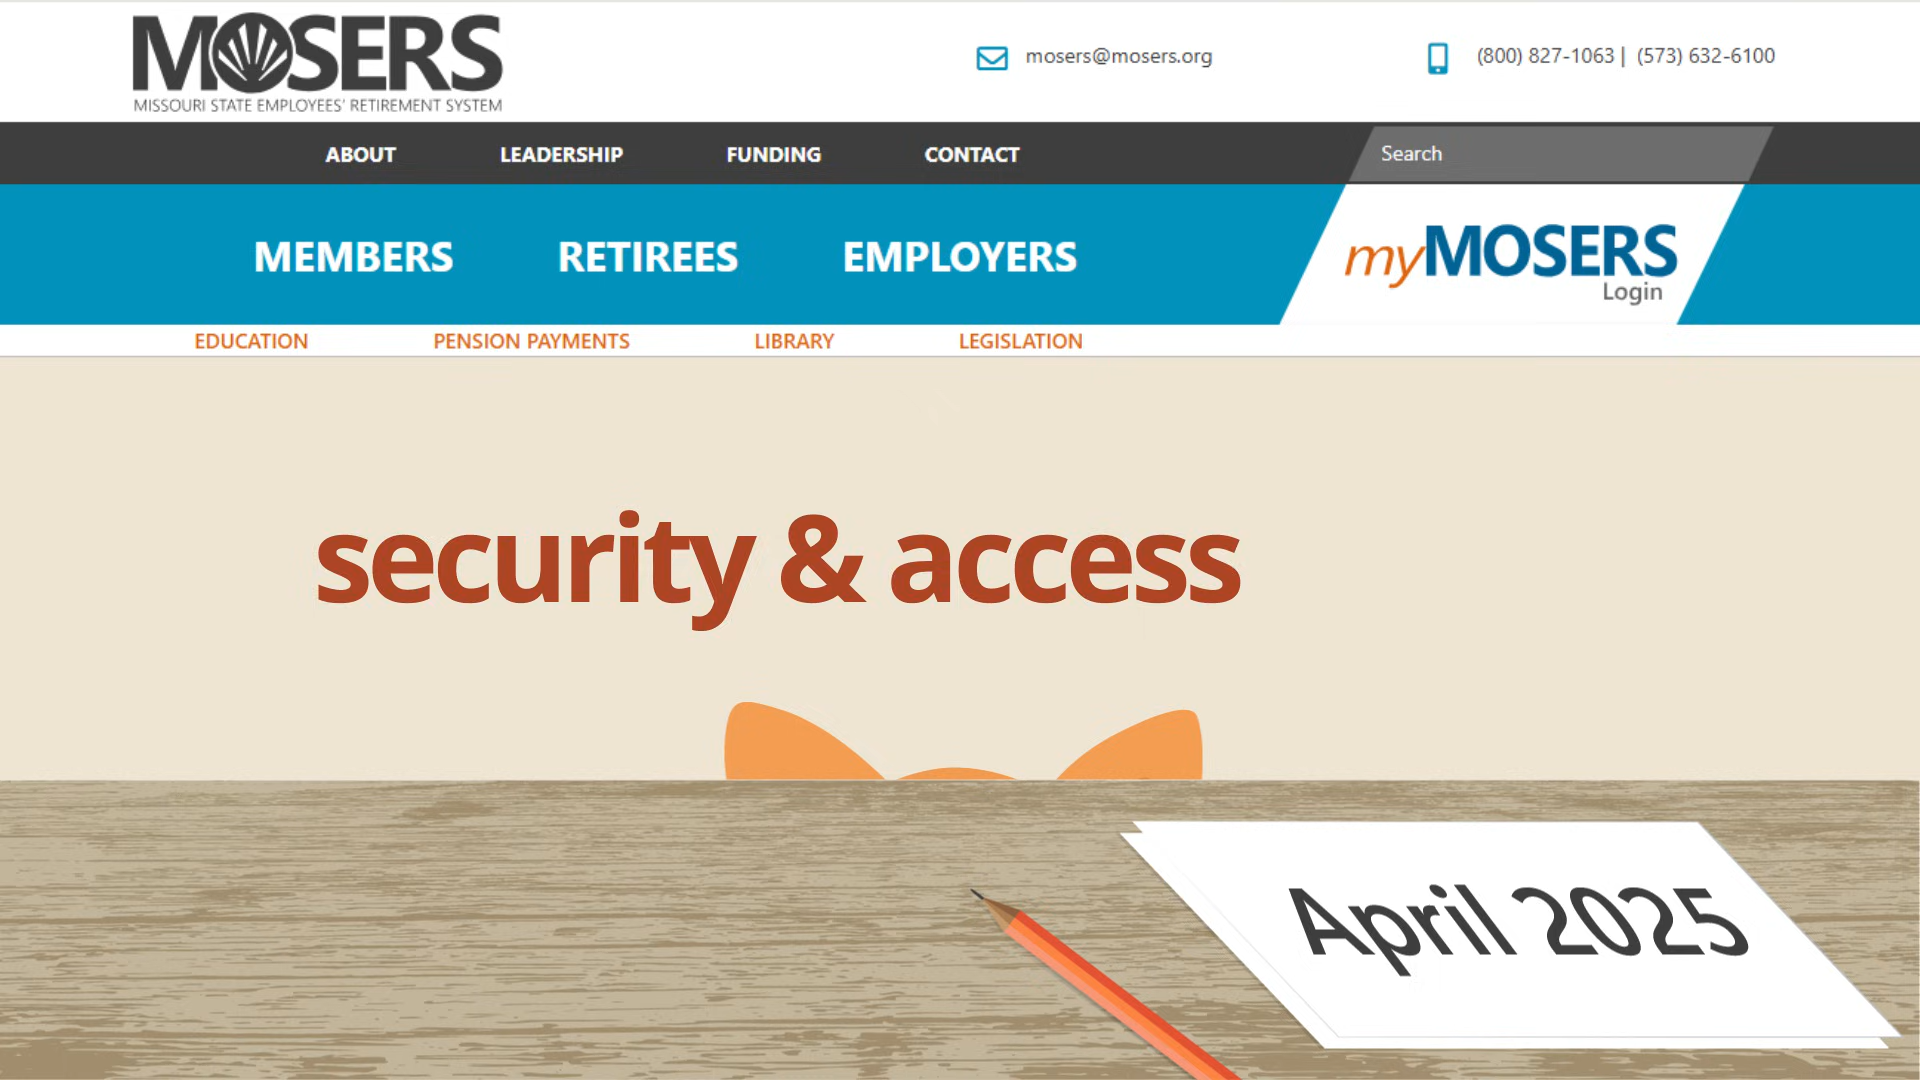 MOSERS
MISSOURI STATE EMPLOYEES' RETIREMENT SYSTEM
mosers@mosers.org
(800) 827-1063 | (573) 632-6100
ABOUT LEADERSHIP FUNDING CONTACT
Search
MEMBERS RETIREES EMPLOYERS
myMOSERS
Login
EDUCATION PENSION PAYMENTS LIBRARY LEGISLATION
security & access
April 2025